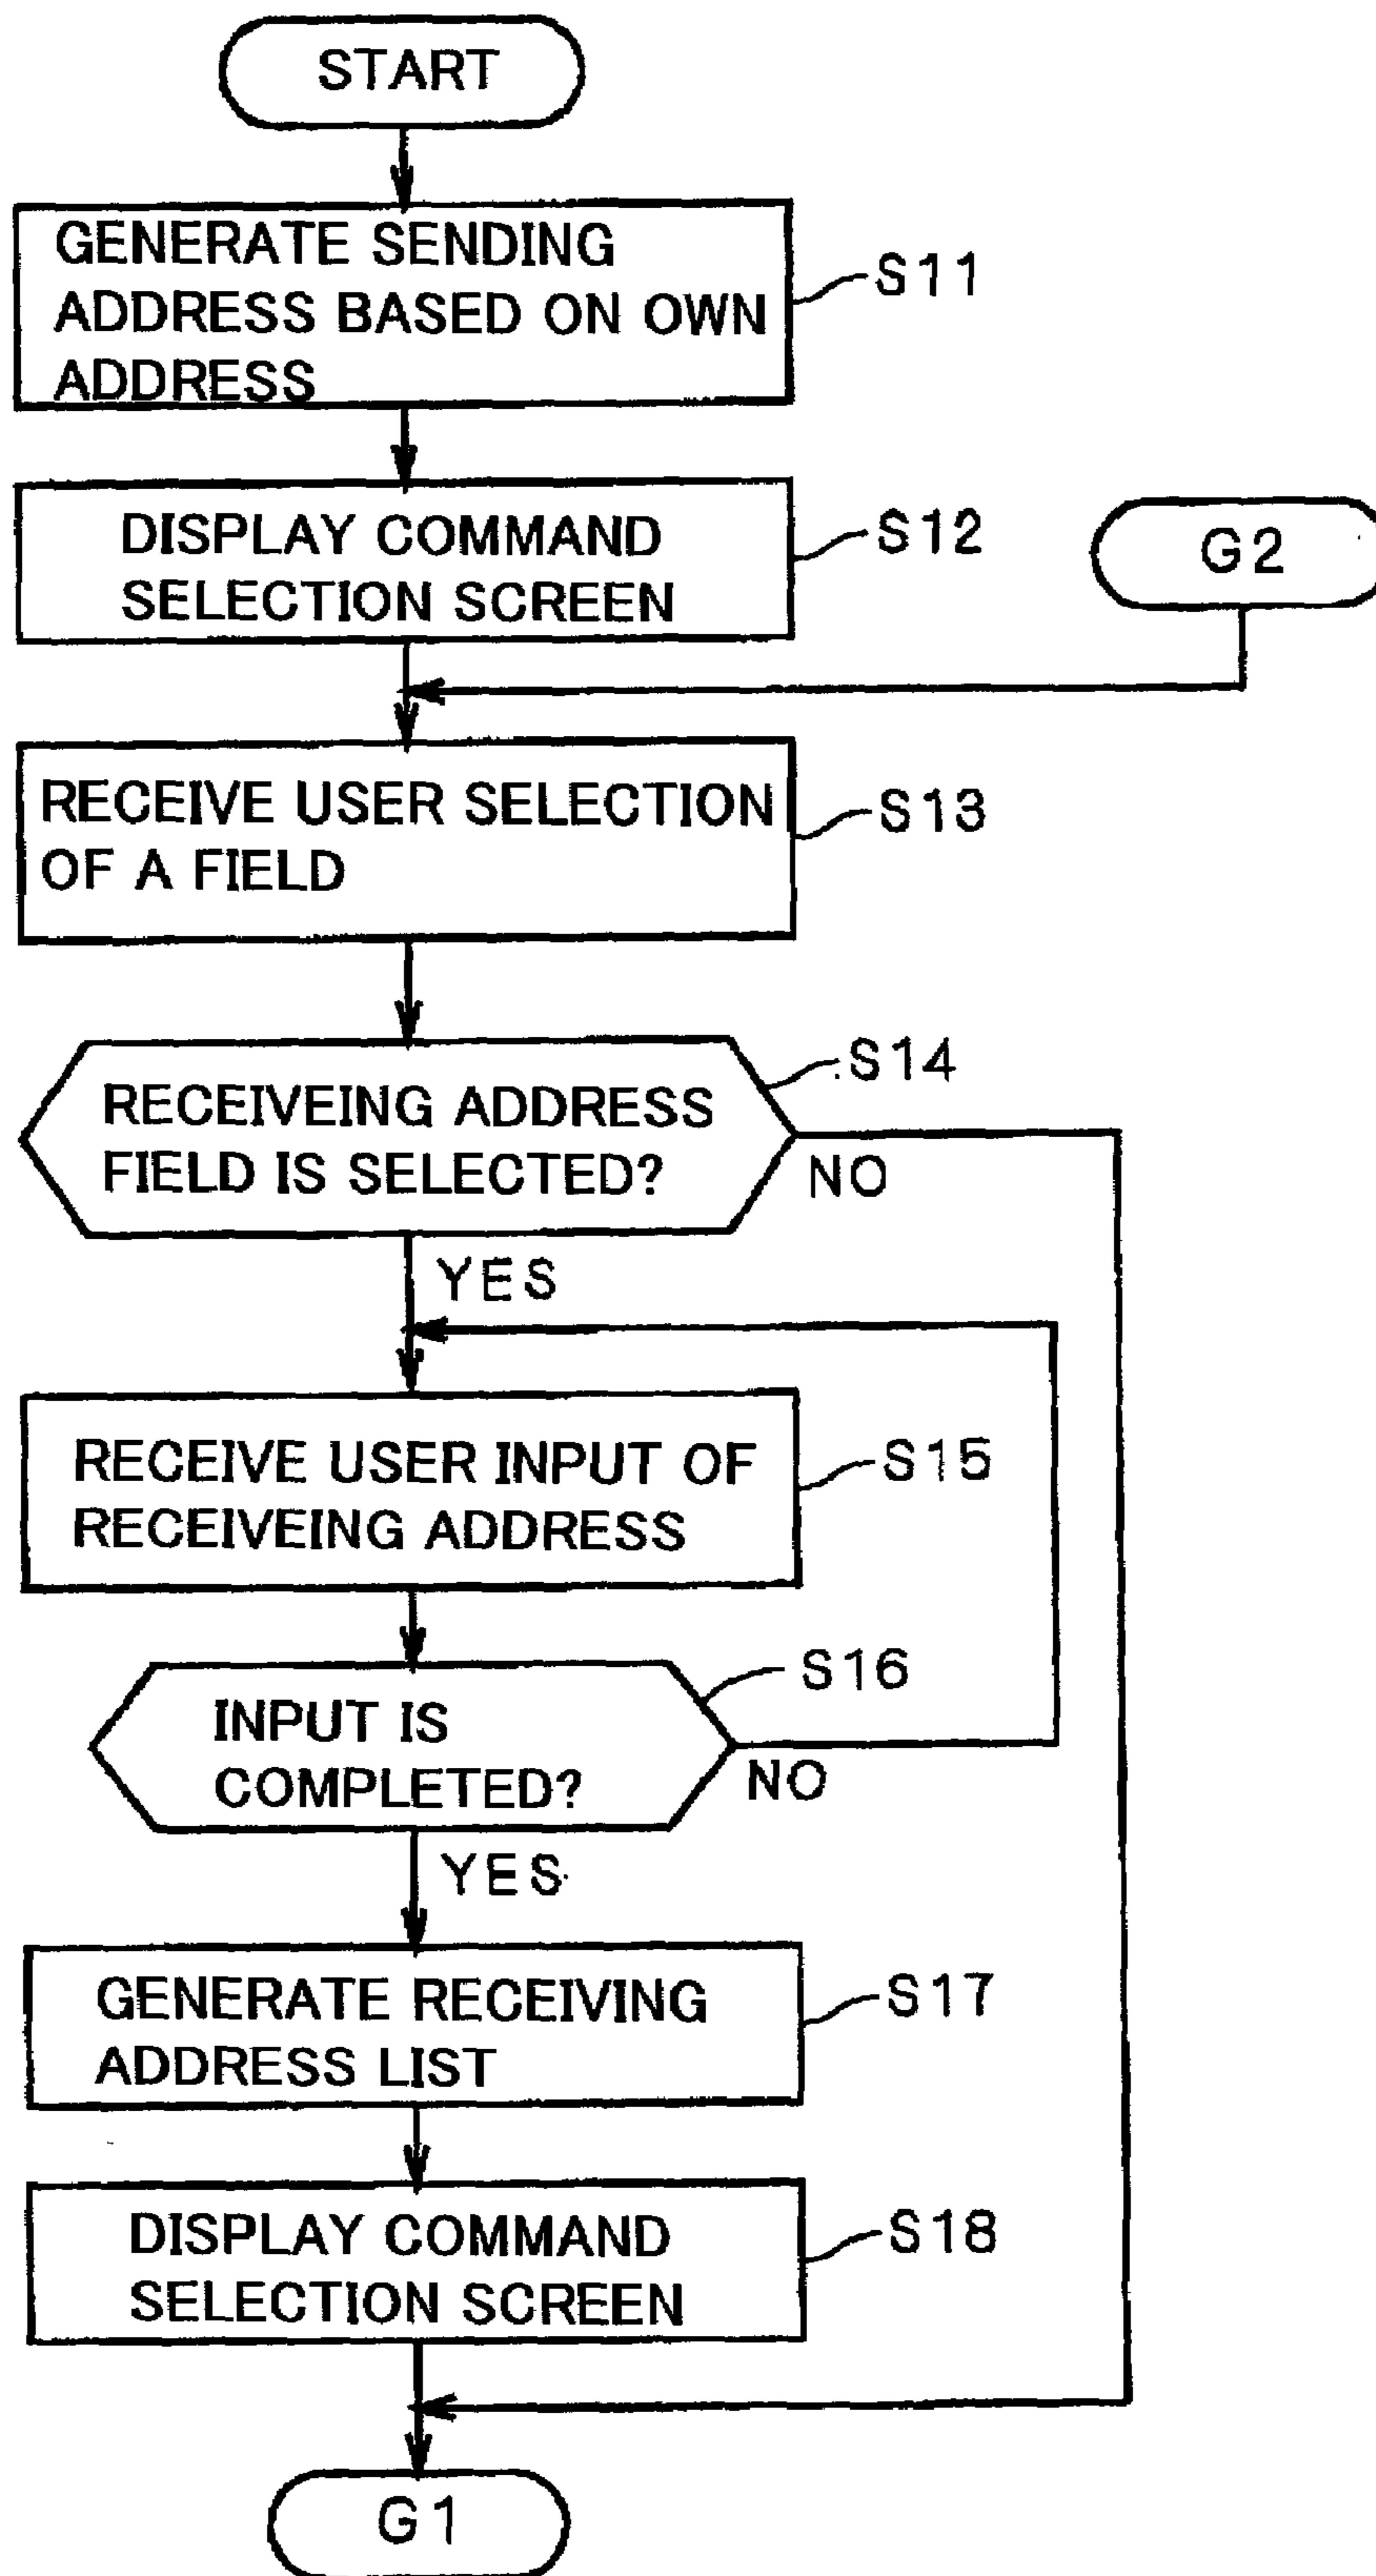 START
GENERATE SENDING
ADDRESS BASED ON OWN
ADDRESS
S11
DISPLAY COMMAND
SELECTION SCREEN
S12
G2
RECEIVE USER SELECTION
OF A FIELD
S13
RECEIVEING ADDRESS
FIELD IS SELECTED?
S14
NO
YES
RECEIVE USER INPUT OF
RECEIVEING ADDRESS
S15
INPUT IS
COMPLETED?
S16
NO
YES
GENERATE RECEIVING
ADDRESS LIST
S17
DISPLAY COMMAND
SELECTION SCREEN
S18
G1